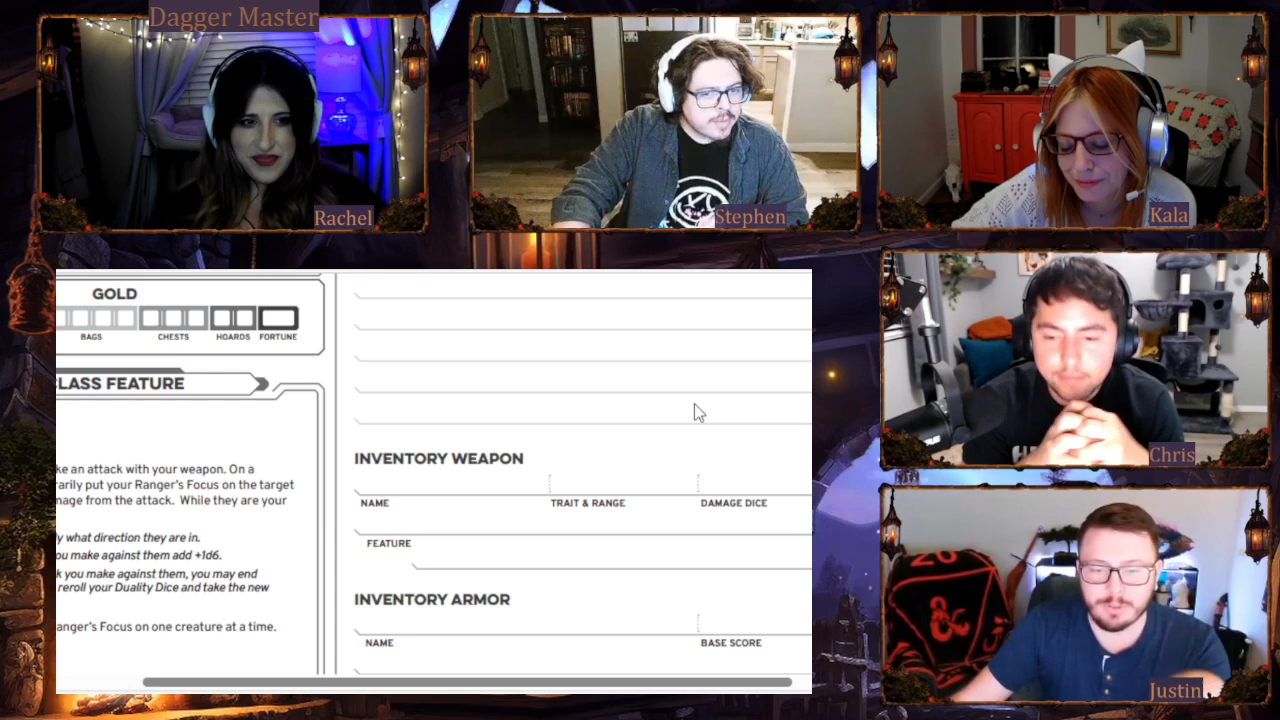 Dagger Master
Rachel
Stephen
Kala
GOLD
BAGS
CHESTS
HOARDS
FORTUNE
CLASS FEATURE
ke an attack with your weapon. On a
rarily put your Ranger's Focus on the target
mage from the attack. While they are your
y what direction they are in.
ou make against them add +1d6.
k you make against them, you may end
reroll your Duality Dice and take the new
anger's Focus on one creature at a time.
INVENTORY WEAPON
NAME
TRAIT & RANGE
DAMAGE DICE
FEATURE
INVENTORY ARMOR
NAME
BASE SCORE
Chris
20
&
Justin